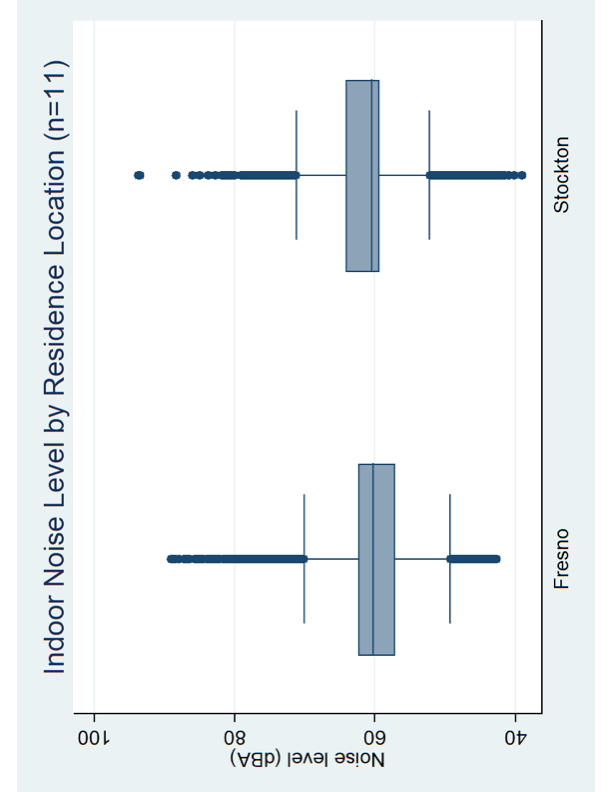 Indoor Noise Level by Residence Location (n=11)
Noise level (dBA)
100
80
60
40
Fresno
Stockton